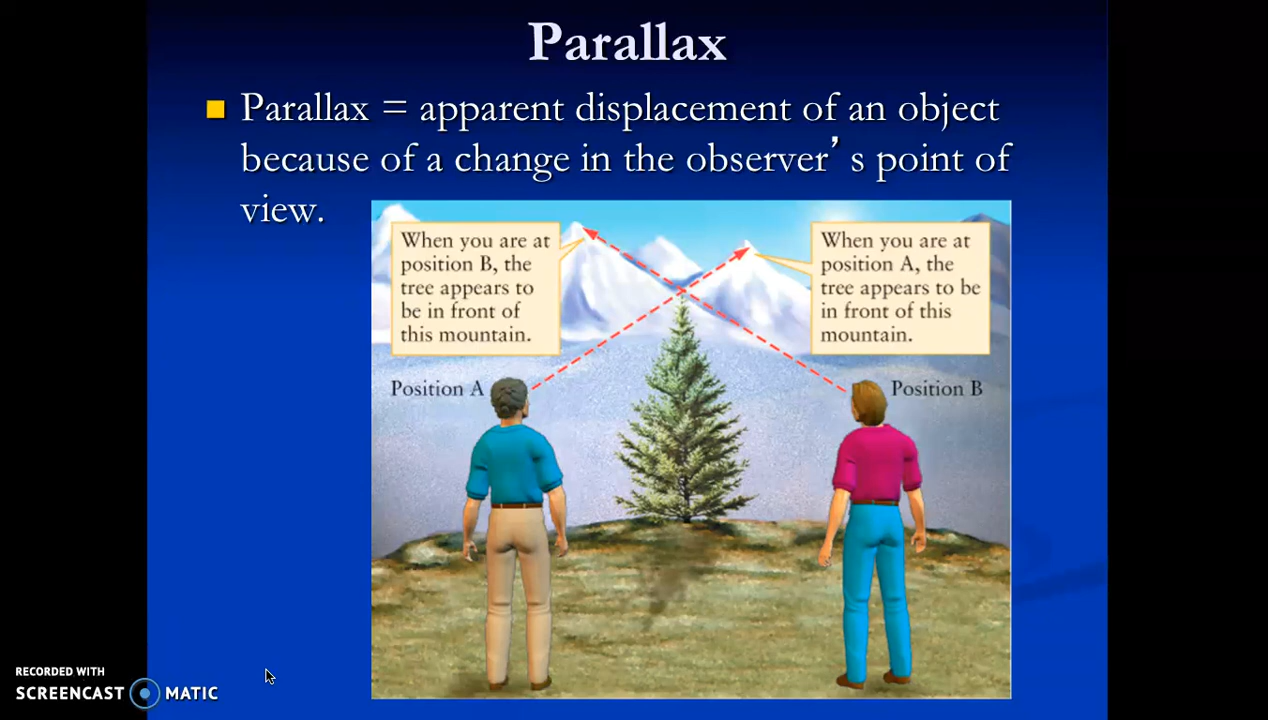 Parallax
Parallax = apparent displacement of an object
because of a change in the observer’s point of
view.
When you are at
position B, the
tree appears to
be in front of
this mountain.
When you are at
position A, the
tree appears to be
in front of this
mountain.
Position A
Position B
RECORDED WITH
SCREENCAST MATIC